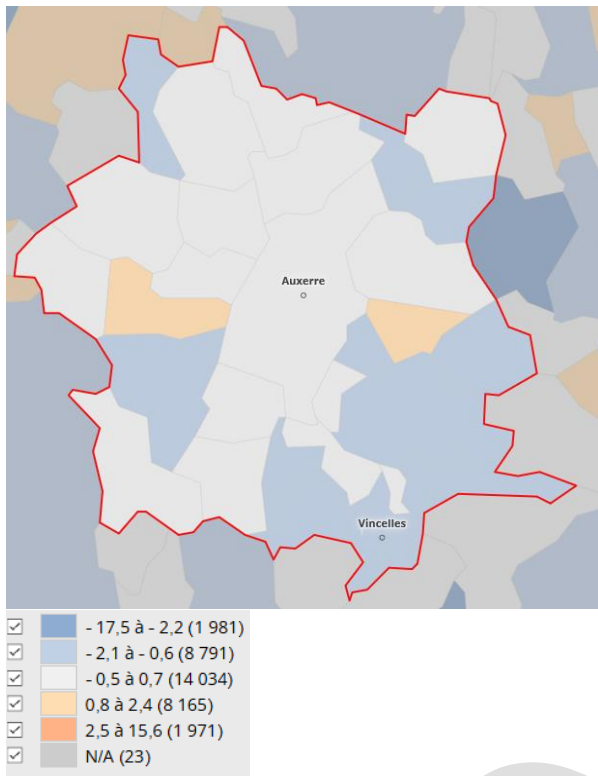 Auxerre
Vincelles
- 17,5 à - 2,2 (1 981)
- 2,1 à - 0,6 (8 791)
- 0,5 à 0,7 (14 034)
0,8 à 2,4 (8 165)
2,5 à 15,6 (1 971)
N/A (23)